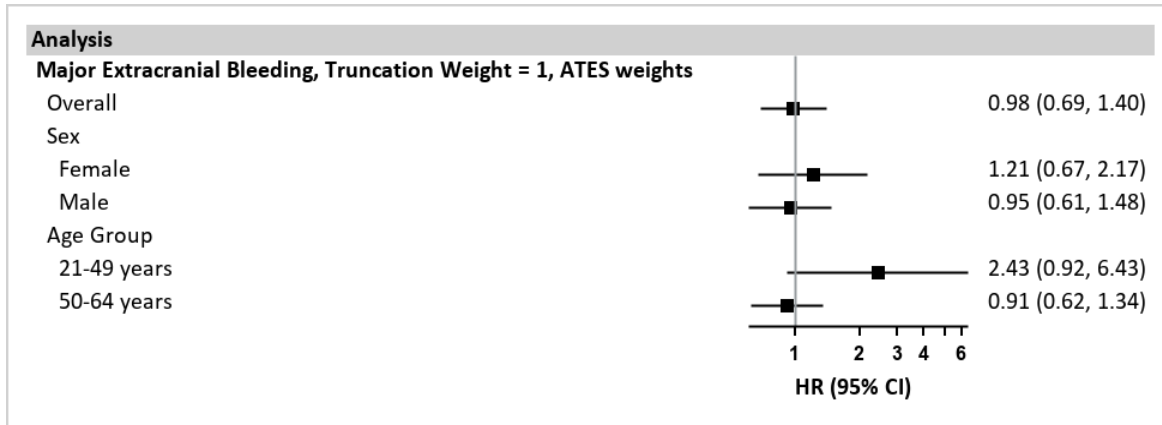 Analysis
Major Extracranial Bleeding, Truncation Weight = 1, ATES weights
Overall 0.98 (0.69, 1.40)
Sex
Female 1.21 (0.67, 2.17)
Male 0.95 (0.61, 1.48)
Age Group
21-49 years 2.43 (0.92, 6.43)
50-64 years 0.91 (0.62, 1.34)
1 2 3 4 6
HR (95% CI)